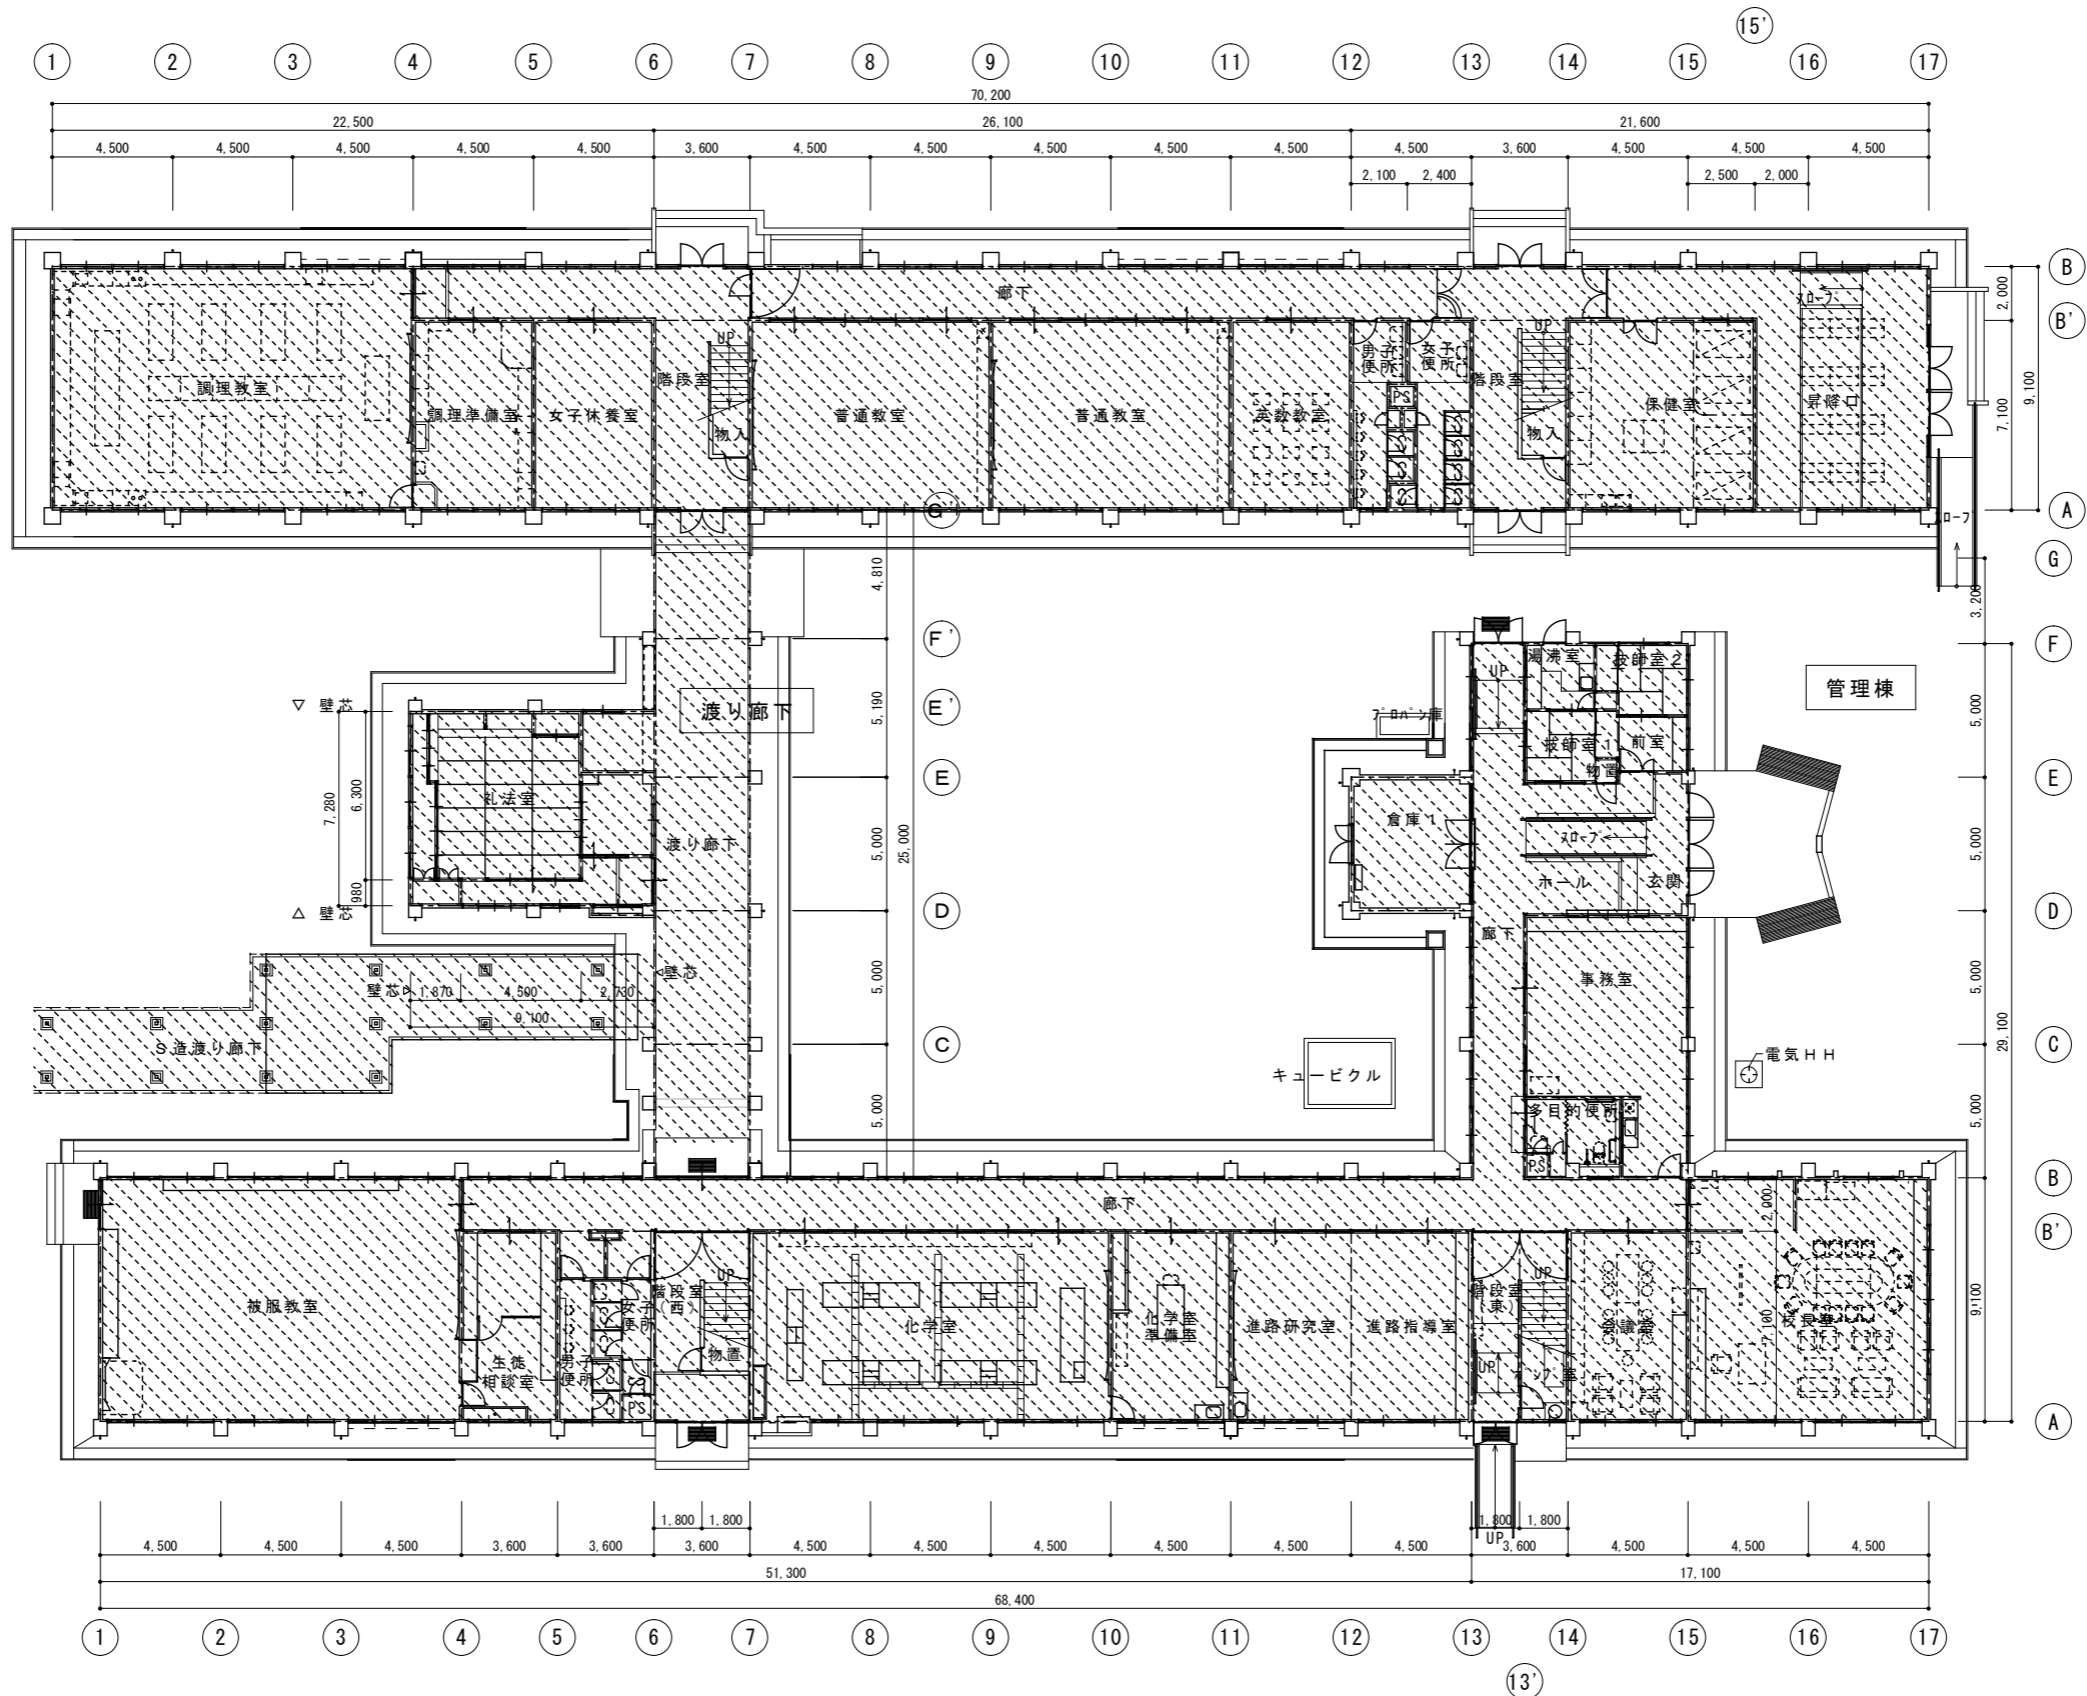 15'
1 2 3 4 5 6 7 8 9 10 11 12 13 14 15 16 17
70,200
22,500 26,100 21,600
4,500 4,500 4,500 4,500 4,500 3,600 4,500 4,500 4,500 4,500 4,500 4,500 3,600 4,500 4,500 4,500
2,100 2,400 2,500 2,000
B
廊下
スロープ
2,000
B'
UP UP
男子
便所
女子
便所
階段室 階段室
調理教室
調理準備室 女子休養室 普通教室 普通教室 英数教室
PS
保健室 昇降口
9,100
7,100
物入 物入
G'
スロープ
A
G
4,810
3,200
F'
F
湯沸室 技師室2
UP
管理棟
壁芯
渡り廊下
E'
5,190
プロパン庫
技師室1 前室
5,000
物置
E
E
7,280
6,300
礼法室
倉庫1
渡り廊下
5,000
25,000
スロープ
5,000
980
ホール 玄関
壁芯
D
D
廊下
壁芯
事務室
壁芯 1,870 4,500 2,730
5,000
5,000
9,100
29,100
S造渡り廊下
C
C
電気HH
キュービクル
5,000
多目的便所
5,000
PS
B
廊下
2,000
B'
UP UP
階段室
(西)
階段室
(東)
女子
便所
被服教室
化学室
化学室
準備室
進路研究室 進路指導室
会議室
校長室
7,100
9,100
物置
生徒
相談室
男子
便所
UP
ポンプ室
PS
A
1,800 1,800 1,800 1,800
UP
4,500 4,500 4,500 3,600 3,600 3,600 4,500 4,500 4,500 4,500 4,500 4,500 3,600 4,500 4,500 4,500
51,300 17,100
68,400
1 2 3 4 5 6 7 8 9 10 11 12 13 14 15 16 17
13'